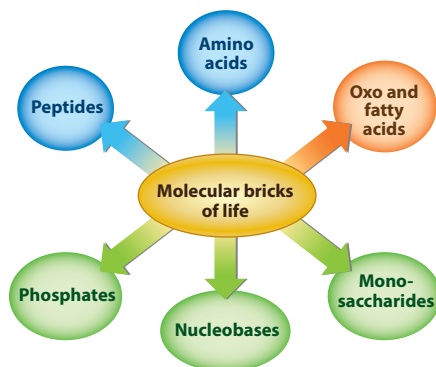 Amino
acids
Peptides
Oxo and
fatty
acids
Molecular bricks
of life
Phosphates
Nucleobases
Mono-
saccharides